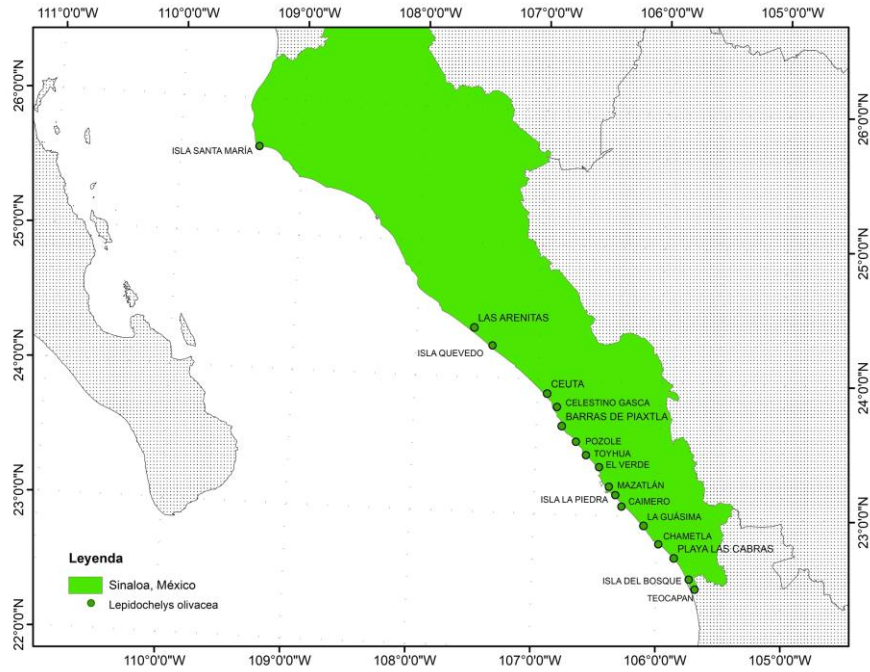 111°0'0"W
110°0'0"W
109°0'0"W
108°0'0"W
107°0'0"W
106°0'0"W
105°0'0"W
26°0'0"N
26°0'0"N
ISLA SANTA MARÍA
25°0'0"N
25°0'0"N
LAS ARENITAS
ISLA QUEVEDO
24°0'0"N
24°0'0"N
CEUTA
CELESTINO GASCA
BARRAS DE PIAXTLA
POZOLE
TOYHUA
EL VERDE
23°0'0"N
MAZATLÁN
ISLA LA PIEDRA
CAIMERO
23°0'0"N
LA GUÁSIMA
CHAMETLA
PLAYA LAS CABRAS
Leyenda
Sinaloa, México
ISLA DEL BOSQUE
Lepidochelys olivacea
TEOCAPAN
22°0'0"N
22°0'0"N
110°0'0"W
109°0'0"W
108°0'0"W
107°0'0"W
106°0'0"W
105°0'0"W